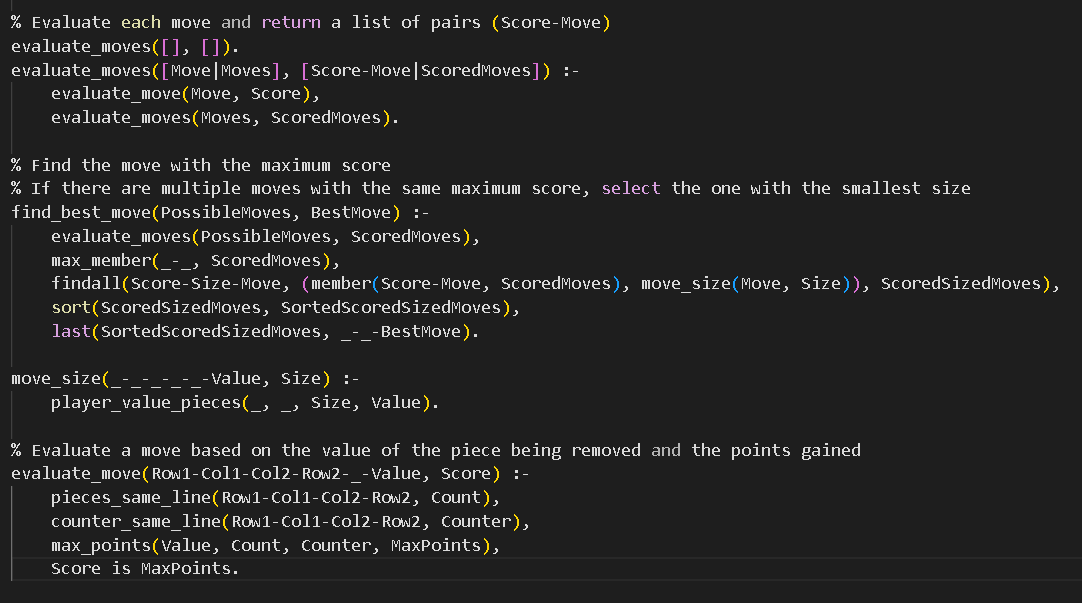 % Evaluate each move and return a list of pairs (Score-Move)
evaluate_moves([], []).
evaluate_moves([Move|Moves], [Score-Move|ScoredMoves]) :-
    evaluate_move(Move, Score),
    evaluate_moves(Moves, ScoredMoves).

% Find the move with the maximum score
% If there are multiple moves with the same maximum score, select the one with the smallest size
find_best_move(PossibleMoves, BestMove) :-
    evaluate_moves(PossibleMoves, ScoredMoves),
    max_member(_-_, ScoredMoves),
    findall(Score-Size-Move, (member(Score-Move, ScoredMoves), move_size(Move, Size)), ScoredSizedMoves),
    sort(ScoredSizedMoves, SortedScoredSizedMoves),
    last(SortedScoredSizedMoves, _-_-BestMove).

move_size(_-_-_-_-_-Value, Size) :-
    player_value_pieces(_, _, Size, Value).

% Evaluate a move based on the value of the piece being removed and the points gained
evaluate_move(Row1-Col1-Col2-Row2-_-Value, Score) :-
    pieces_same_line(Row1-Col1-Col2-Row2, Count),
    counter_same_line(Row1-Col1-Col2-Row2, Counter),
    max_points(Value, Count, Counter, MaxPoints),
    Score is MaxPoints.